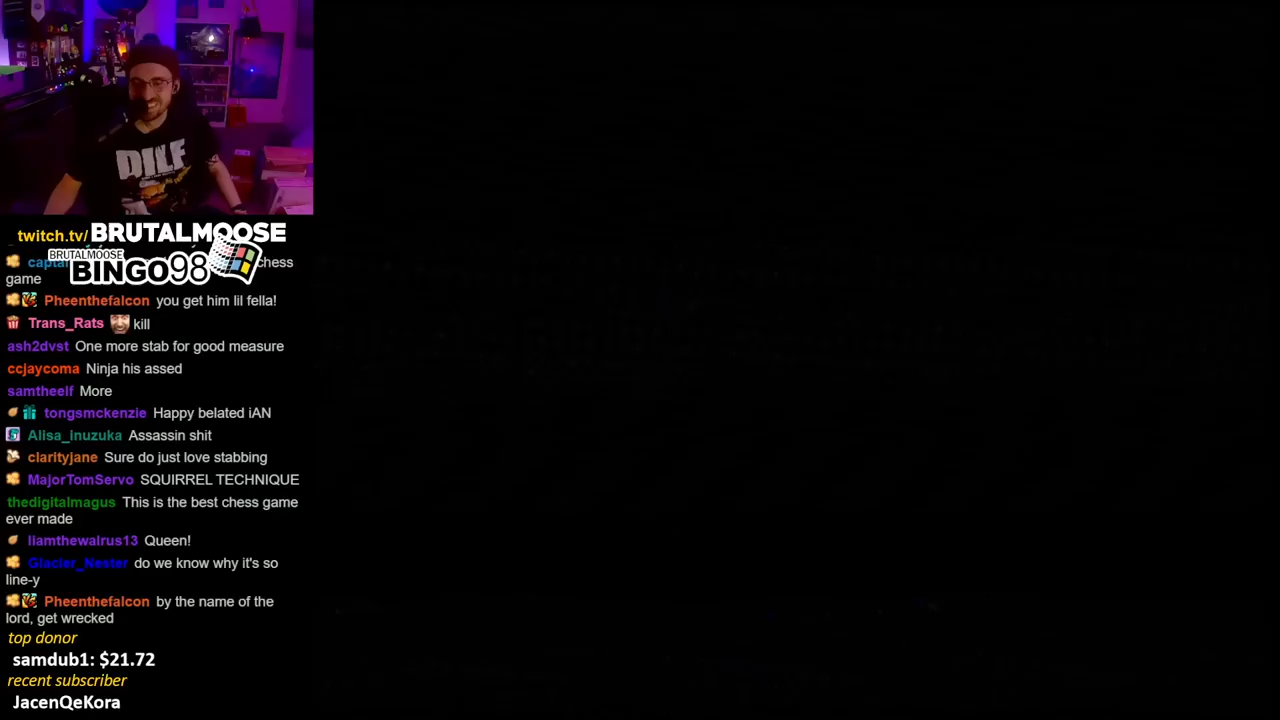 DILF
twitch.tv/BRUTALMOOSE
BRUTALMOOSE
BINGO98
chess
game
Pheenthefalcon you get him lil fella!
Trans_Rats kill
ash2dvst One more stab for good measure
ccjaycoma Ninja his assed
samtheelf More
tongsmckenzie Happy belated iAN
Alisa_inuzuka Assassin shit
clarityjane Sure do just love stabbing
MajorTomServo SQUIRREL TECHNIQUE
thedigitalmagus This is the best chess game
ever made
liamthewalrus13 Queen!
Glacier_Nester do we know why it's so
line-y
Pheenthefalcon by the name of the
lord, get wrecked
top donor
samdub1: $21.72
recent subscriber
JacenQeKora